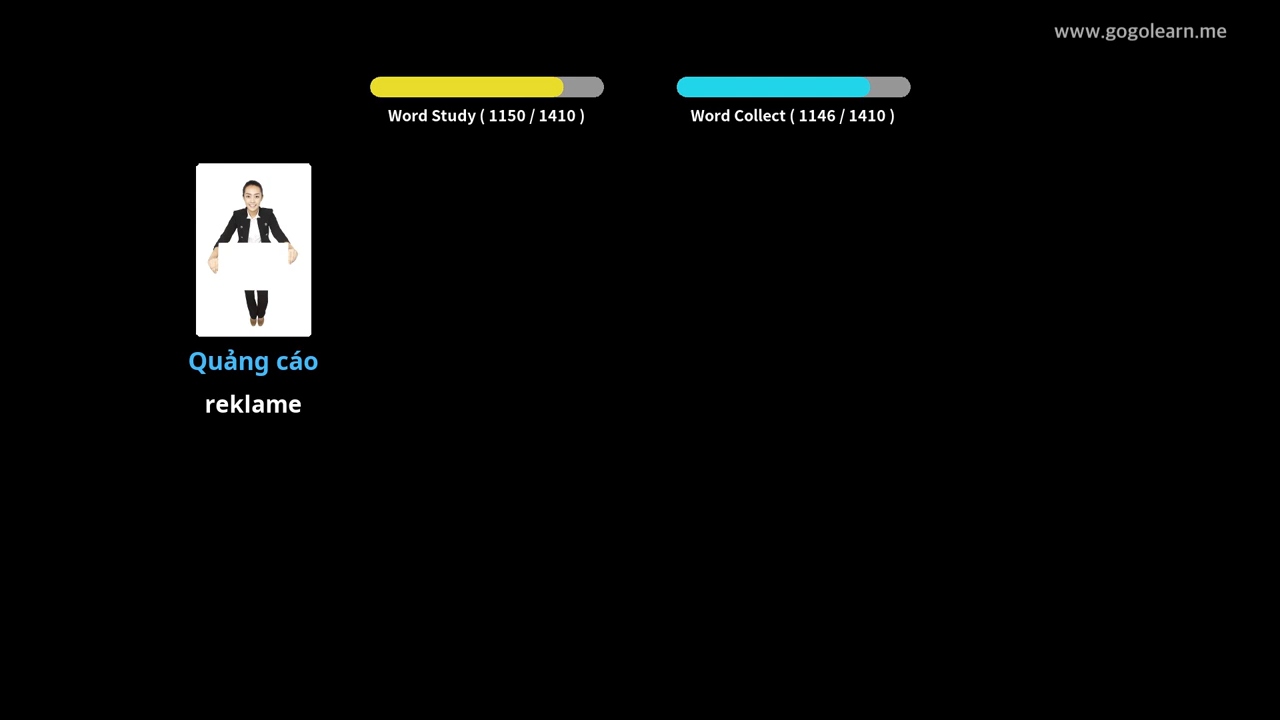 www.gogolearn.me
Word Study ( 1150 / 1410 )
Word Collect ( 1146 / 1410 )
Quảng cáo
reklame